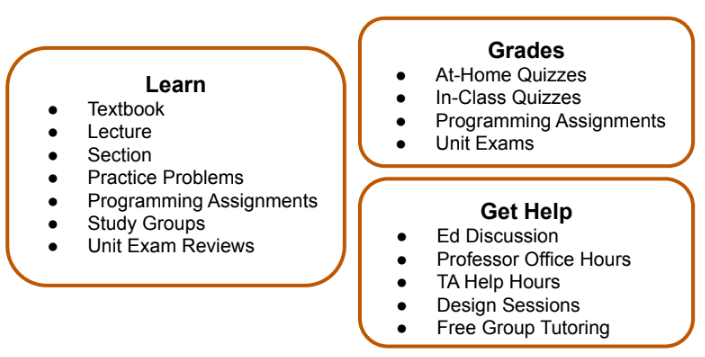 Learn
● Textbook
● Lecture
● Section
● Practice Problems
● Programming Assignments
● Study Groups
● Unit Exam Reviews
Grades
● At-Home Quizzes
● In-Class Quizzes
● Programming Assignments
● Unit Exams
Get Help
● Ed Discussion
● Professor Office Hours
● TA Help Hours
● Design Sessions
● Free Group Tutoring